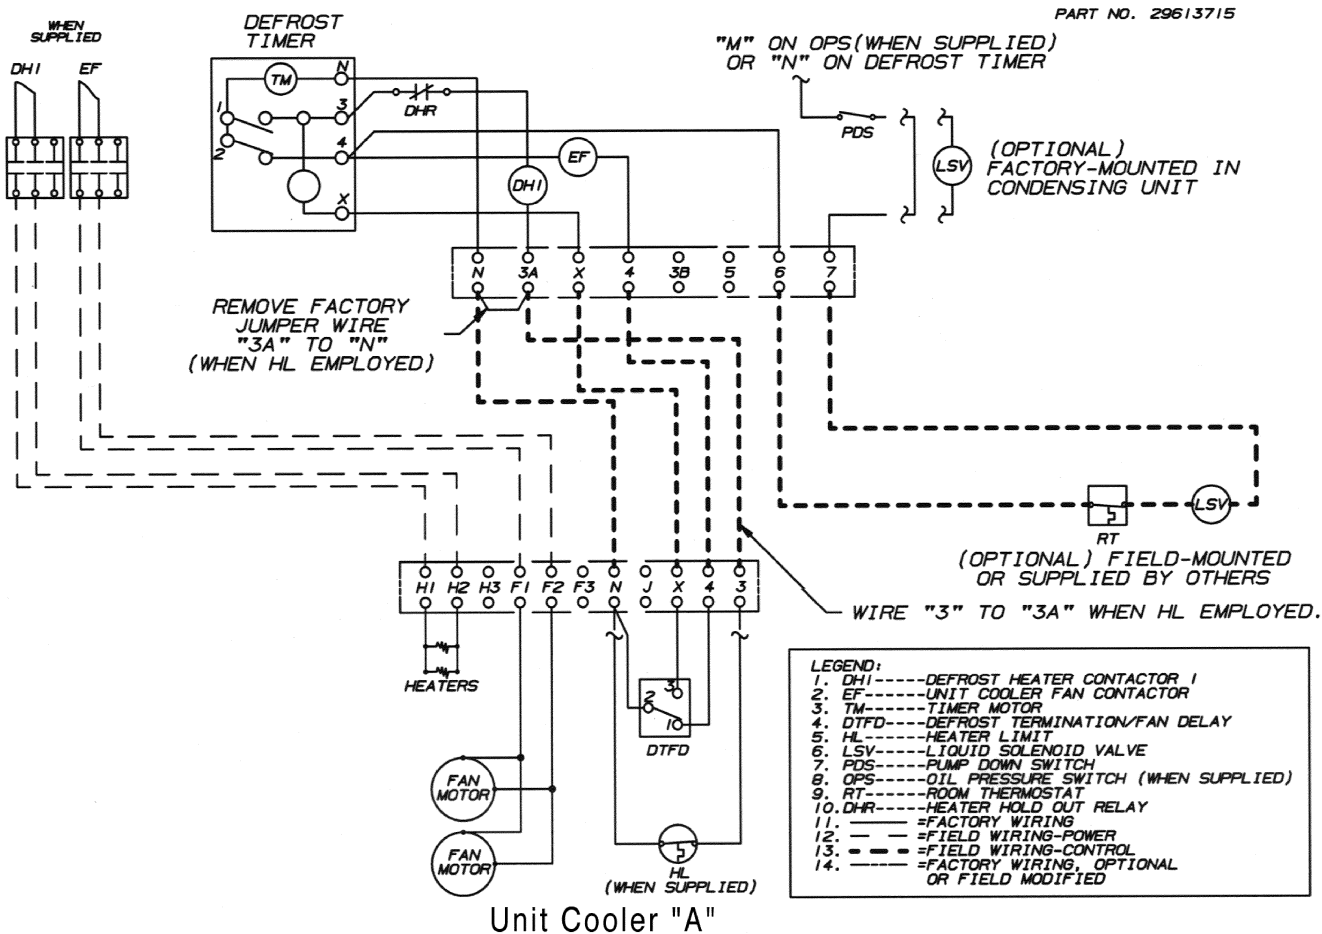 PART NO. 29613715
WHEN
SUPPLIED
DH1
EF
DEFROST
TIMER
"M" ON OPS(WHEN SUPPLIED)
OR "N" ON DEFROST TIMER
TM
N
1
3
2
4
X
DHR
EF
DH1
PDS
LSV
(OPTIONAL)
FACTORY-MOUNTED IN
CONDENSING UNIT
N 3A X 4 3B 5 6 7
REMOVE FACTORY
JUMPER WIRE
"3A" TO "N"
(WHEN HL EMPLOYED)
RT
LSV
(OPTIONAL) FIELD-MOUNTED
OR SUPPLIED BY OTHERS
H1 H2 H3 F1 F2 F3 N J X 4 3
WIRE "3" TO "3A" WHEN HL EMPLOYED.
HEATERS
3
2
1
DTFD
FAN
MOTOR
FAN
MOTOR
HL
(WHEN SUPPLIED)
LEGEND:
1. DH1-----DEFROST HEATER CONTACTOR 1
2. EF------UNIT COOLER FAN CONTACTOR
3. TM------TIMER MOTOR
4. DTFD----DEFROST TERMINATION/FAN DELAY
5. HL------HEATER LIMIT
6. LSV-----LIQUID SOLENOID VALVE
7. PDS-----PUMP DOWN SWITCH
8. OPS-----OIL PRESSURE SWITCH (WHEN SUPPLIED)
9. RT------ROOM THERMOSTAT
10.DHR-----HEATER HOLD OUT RELAY
11. =FACTORY WIRING
12. =FIELD WIRING-POWER
13. =FIELD WIRING-CONTROL
14. =FACTORY WIRING, OPTIONAL
OR FIELD MODIFIED
Unit Cooler "A"